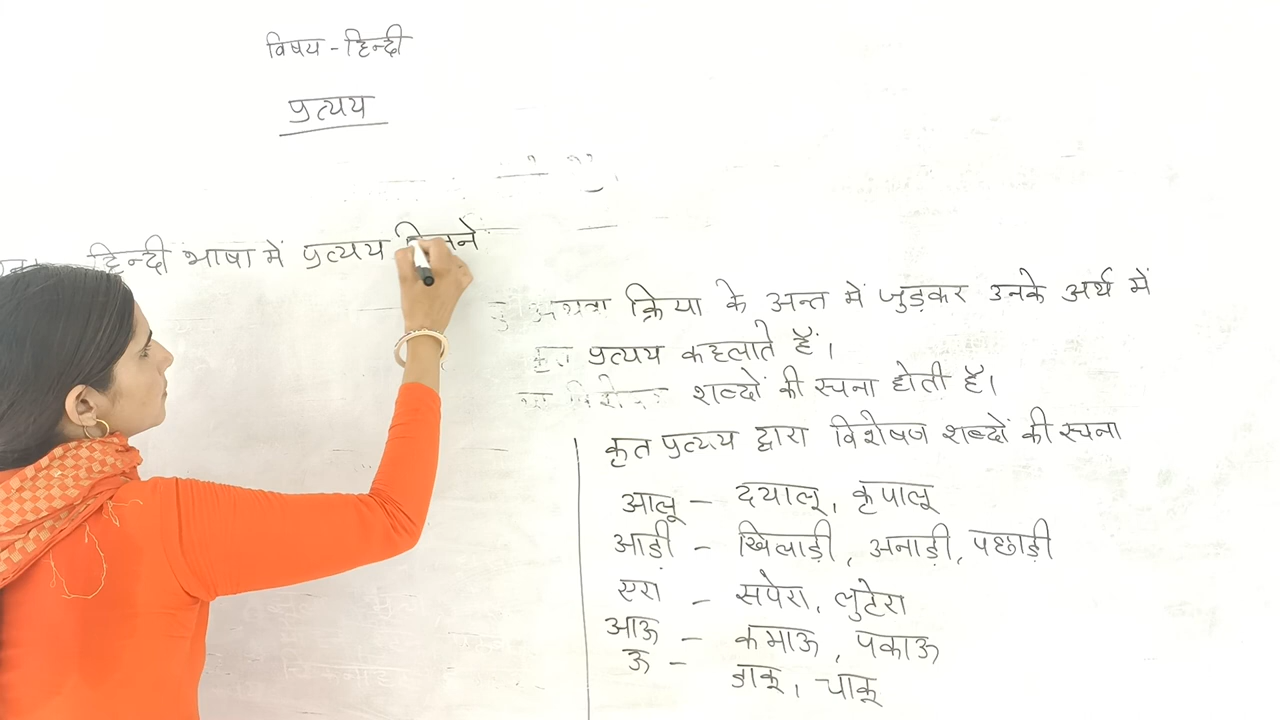 विषय - हिन्दी
प्रत्यय
हिन्दी भाषा में प्रत्यय कितने
अथवा क्रिया के अन्त में जुड़कर उनके अर्थ में
कृत प्रत्यय कहलाते हैं।
शब्दों की रचना होती है।
कृत प्रत्यय द्वारा विशेषण शब्दों की रचना
आलू - दयालू, कृपालू
आड़ी - खिलाड़ी, अनाड़ी, पछाड़ी
एरा - सपेरा, लुटेरा
आऊ - कमाऊ, पकाऊ
ऊ - डाकू, चाकू